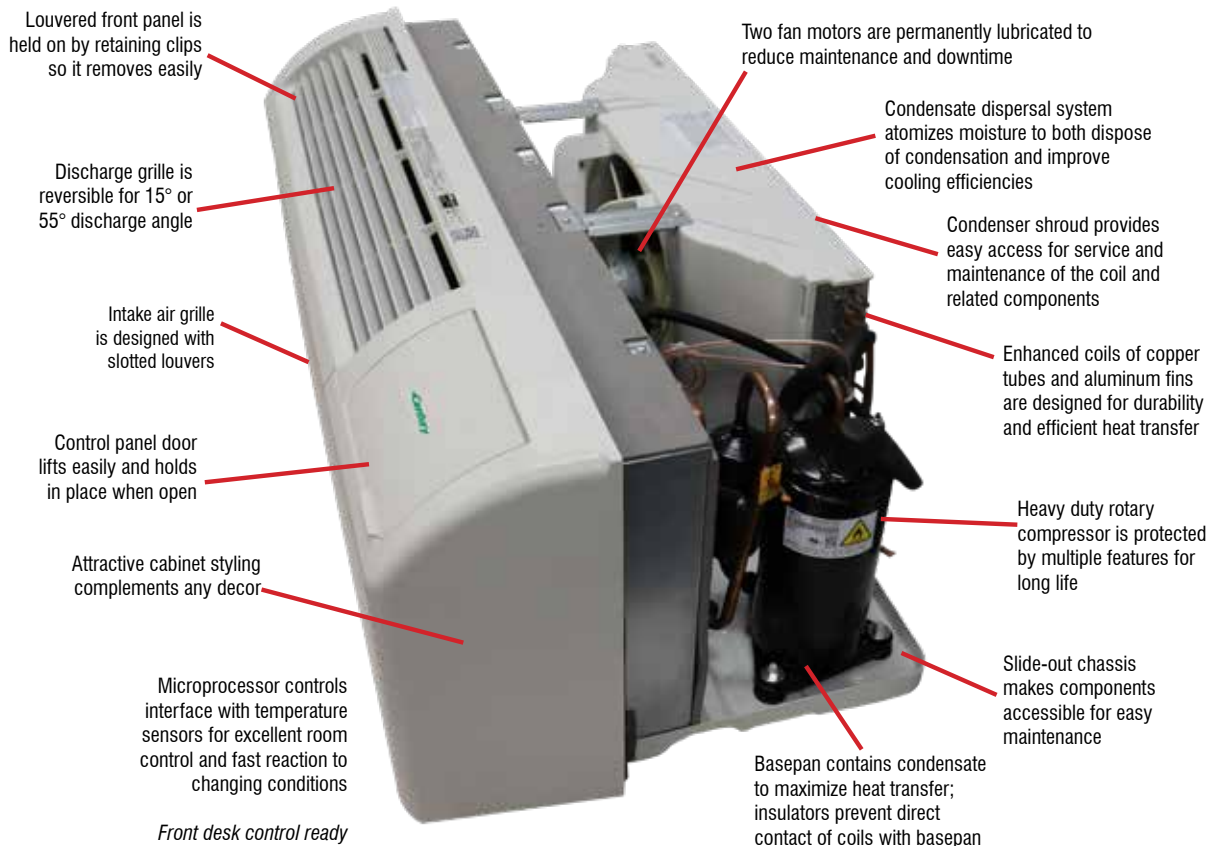 Louvered front panel is
held on by retaining clips
so it removes easily
Discharge grille is
reversible for 15° or
55° discharge angle
Intake air grille
is designed with
slotted louvers
Control panel door
lifts easily and holds
in place when open
Attractive cabinet styling
complements any decor
Microprocessor controls
interface with temperature
sensors for excellent room
control and fast reaction to
changing conditions
Front desk control ready
Century
Two fan motors are permanently lubricated to
reduce maintenance and downtime
Condensate dispersal system
atomizes moisture to both dispose
of condensation and improve
cooling efficiencies
Condenser shroud provides
easy access for service and
maintenance of the coil and
related components
Enhanced coils of copper
tubes and aluminum fins
are designed for durability
and efficient heat transfer
Heavy duty rotary
compressor is protected
by multiple features for
long life
Slide-out chassis
makes components
accessible for easy
maintenance
Basepan contains condensate
to maximize heat transfer;
insulators prevent direct
contact of coils with basepan